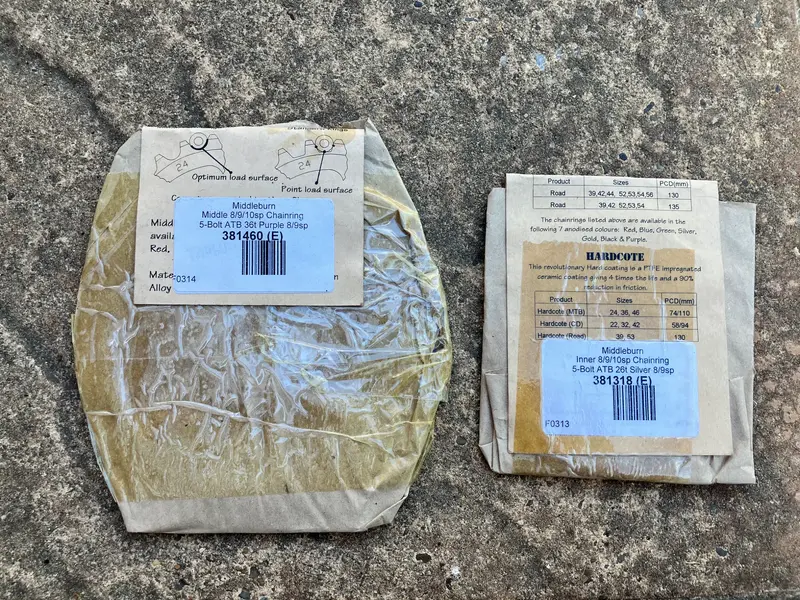 24
24
Optimum load surface
Point load surface
Midd
availa
Red,
Mate
Alloy
Middleburn
Middle 8/9/10sp Chainring
5-Bolt ATB 36t Purple 8/9sp
381460 (E)
F0314
Product Sizes PCD(mm)
Road 39,42,44, 52,53,54,56 130
Road 39,42 52,53,54 135
The chainrings listed above are available in the
following 7 anodised colours: Red, Blue, Green, Silver,
Gold, Black & Purple.
HARDCOTE
This revolutionary Hard coating is a PTFE impregnated
ceramic coating giving 4 times the life and a 90%
reduction in friction.
Product Sizes PCD(mm)
Hardcote (MTB) 24, 36, 46 74/110
Hardcote (CD) 22, 32, 42 58/94
Hardcote (Road) 39, 53 130
Middleburn
Inner 8/9/10sp Chainring
5-Bolt ATB 26t Silver 8/9sp
381318 (E)
F0313